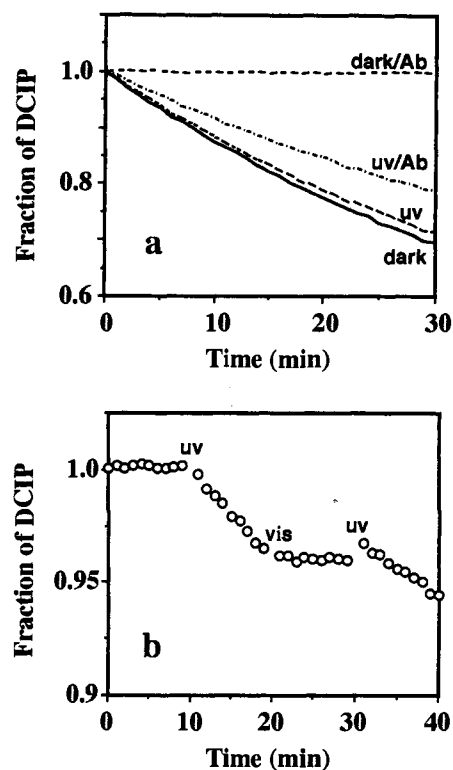 Fraction of DCIP
1.0
0.8
0.6
dark/Ab
uv/Ab
uv
dark
a
0 10 20 30
Time (min)
Fraction of DCIP
1.0
0.95
0.9
uv
vis
uv
b
0 10 20 30 40
Time (min)